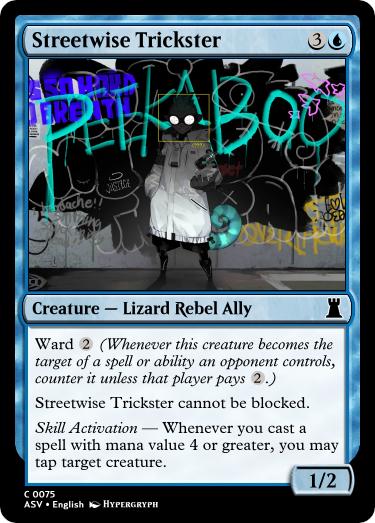 Streetwise Trickster 3
PEEKABOO
JUSTICE
Creature — Lizard Rebel Ally
Ward 2 (Whenever this creature becomes the
target of a spell or ability an opponent controls,
counter it unless that player pays 2.)
Streetwise Trickster cannot be blocked.
Skill Activation — Whenever you cast a
spell with mana value 4 or greater, you may
tap target creature.
1/2
C 0075
ASV • English HYPERGRYPH